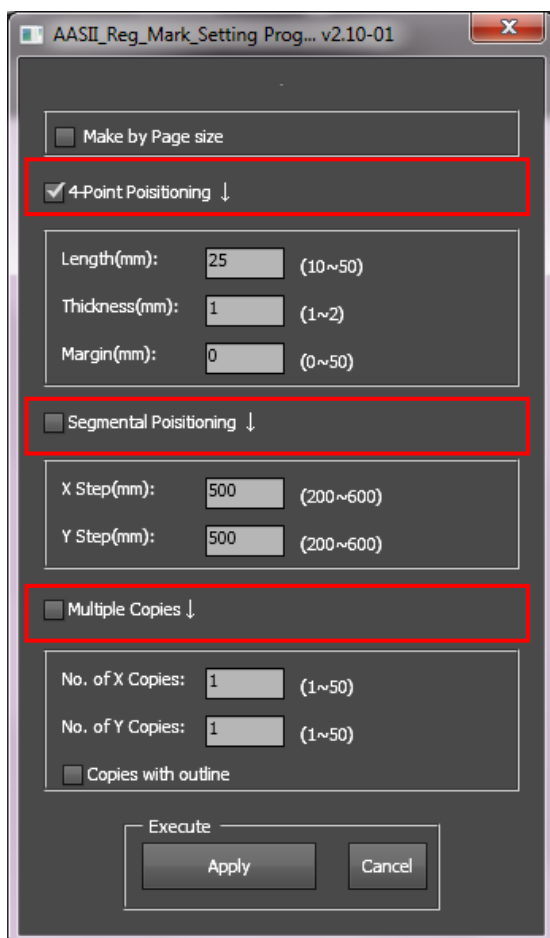 AASII_Reg_Mark_Setting Prog... v2.10-01
Make by Page size
4-Point Poisitioning ↓
Length(mm): 25 (10~50)
Thickness(mm): 1 (1~2)
Margin(mm): 0 (0~50)
Segmental Poisitioning ↓
X Step(mm): 500 (200~600)
Y Step(mm): 500 (200~600)
Multiple Copies ↓
No. of X Copies: 1 (1~50)
No. of Y Copies: 1 (1~50)
Copies with outline
Execute
Apply Cancel